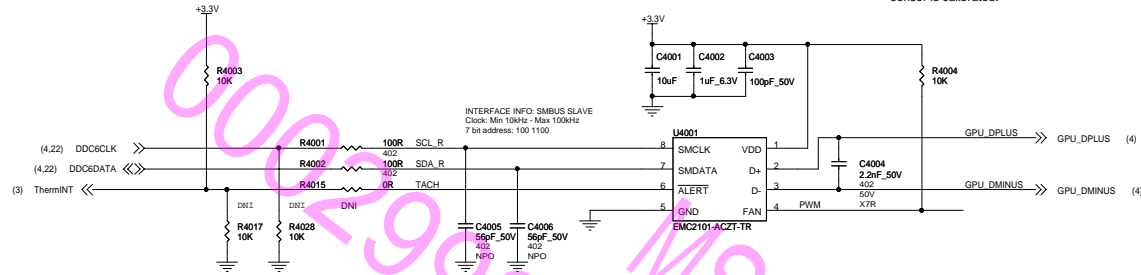 sensor is calibrated.
+3.3V
+3.3V
R4003
10K
C4001
10uF
C4002
1uF_6.3V
C4003
100pF_50V
R4004
10K
INTERFACE INFO: SMBUS SLAVE
Clock: Min 10kHz - Max 100kHz
7 bit address: 100 1100
U4001
(4,22) DDC6CLK
R4001
100R
402
SCL_R
8 SMCLK
VDD 1
(4,22) DDC6DATA
R4002
100R
402
SDA_R
7 SMDATA
D+ 2
(3) ThermINT
R4015
0R
TACH
6 ALERT
D- 3
5 GND
FAN 4
PWM
EMC2101-ACZT-TR
GPU_DPLUS
GPU_DPLUS (4)
C4004
2.2nF_50V
402
50V
X7R
GPU_DMINUS
GPU_DMINUS (4)
DNI
DNI
DNI
R4017
10K
R4028
10K
C4005
56pF_50V
402
NPO
C4006
56pF_50V
402
NPO